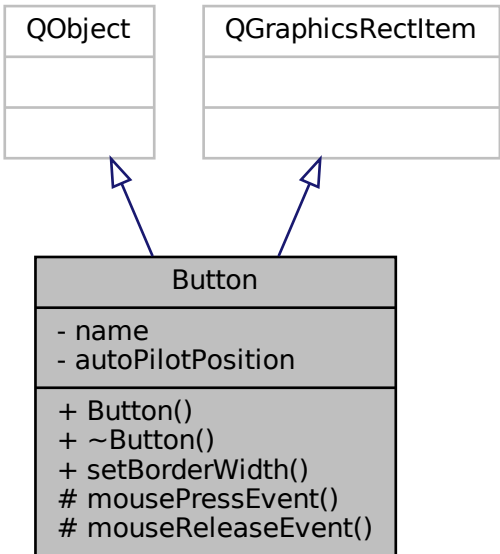 QObject
QGraphicsRectItem
Button
- name
- autoPilotPosition
+ Button()
+ ~Button()
+ setBorderWidth()
# mousePressEvent()
# mouseReleaseEvent()